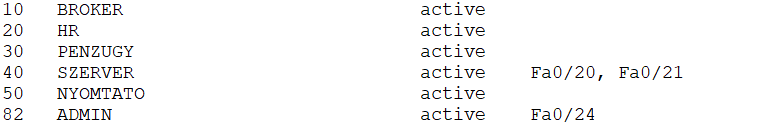 10 BROKER active
20 HR active
30 PENZUGY active
40 SZERVER active Fa0/20, Fa0/21
50 NYOMTATO active
82 ADMIN active Fa0/24